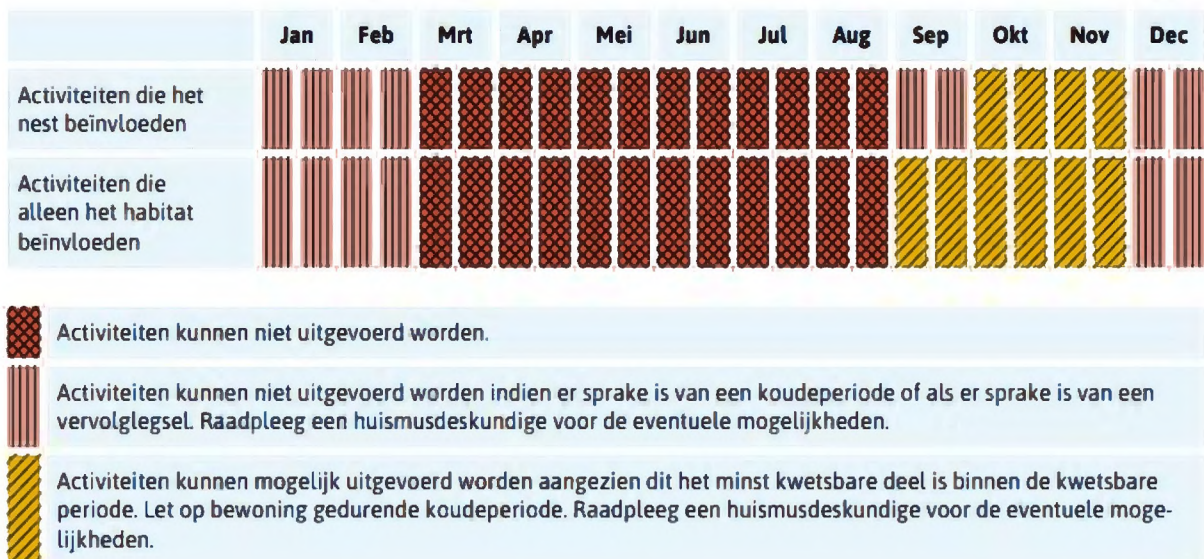 Jan Feb Mrt Apr Mei Jun Jul Aug Sep Okt Nov Dec
Activiteiten die het
nest beïnvloeden
Activiteiten die
alleen het habitat
beïnvloeden
Activiteiten kunnen niet uitgevoerd worden.
Activiteiten kunnen niet uitgevoerd worden indien er sprake is van een koudeperiode of als er sprake is van een
vervolglegsel. Raadpleeg een huismusdeskundige voor de eventuele mogelijkheden.
Activiteiten kunnen mogelijk uitgevoerd worden aangezien dit het minst kwetsbare deel is binnen de kwetsbare
periode. Let op bewoning gedurende koudeperiode. Raadpleeg een huismusdeskundige voor de eventuele moge-
lijkheden.